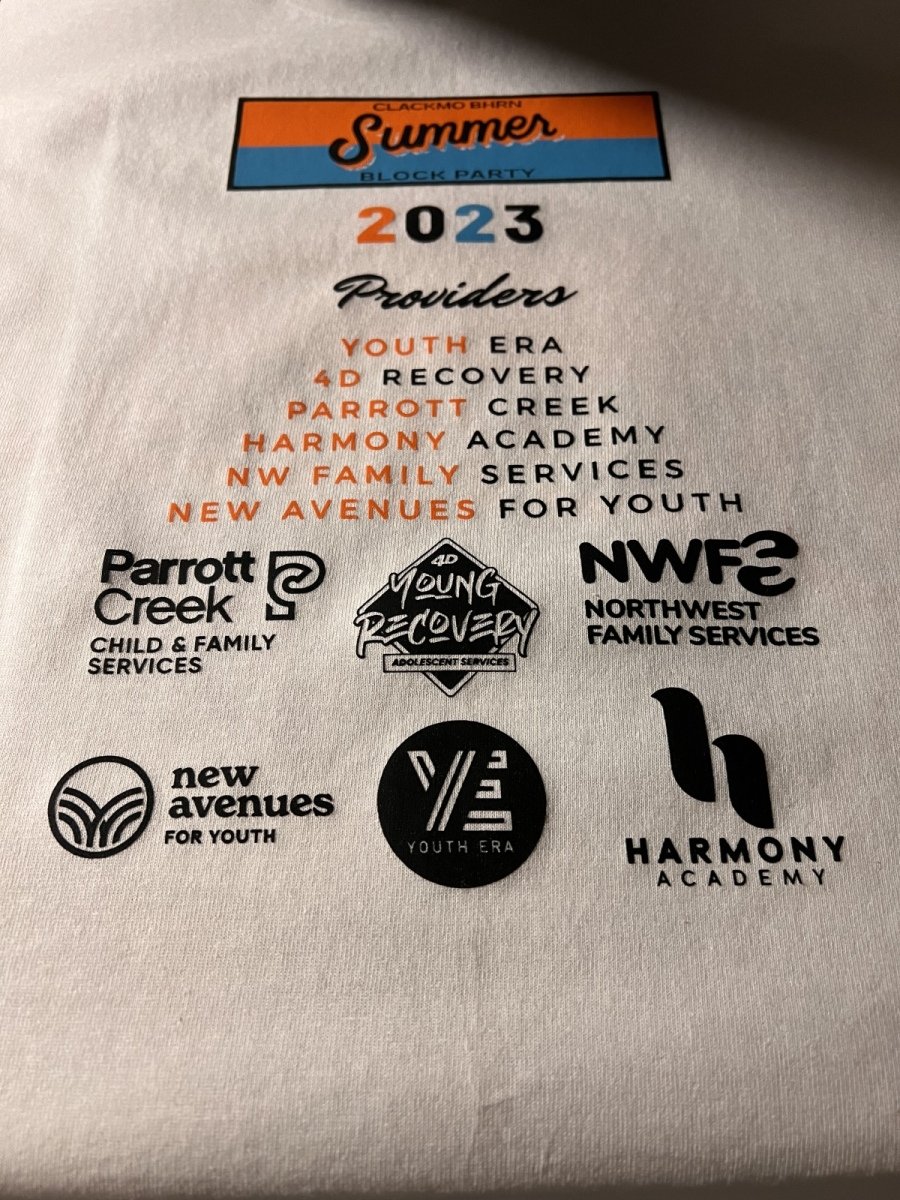 CLACKMO BHRN
Summer
BLOCK PARTY
2023
Providers
YOUTH ERA
4D RECOVERY
PARROTT CREEK
HARMONY ACADEMY
NW FAMILY SERVICES
NEW AVENUES FOR YOUTH
Parrott
Creek
CHILD & FAMILY
SERVICES
4D
YOUNG
RECOVERY
ADOLESCENT SERVICES
NWFS
NORTHWEST
FAMILY SERVICES
new
avenues
FOR YOUTH
YE
YOUTH ERA
h
HARMONY
ACADEMY